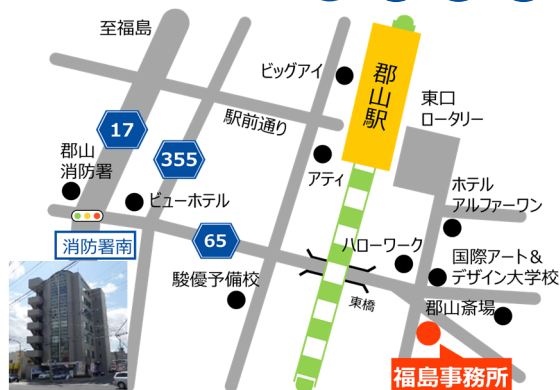 至福島
ビッグアイ
郡山駅
東口
ロータリー
17
駅前通り
355
郡山
消防署
アティ
ホテル
アルファーワン
ビューホテル
消防署南
65
ハローワーク
国際アート&
デザイン大学校
駿優予備校
東橋
郡山斎場
福島事務所